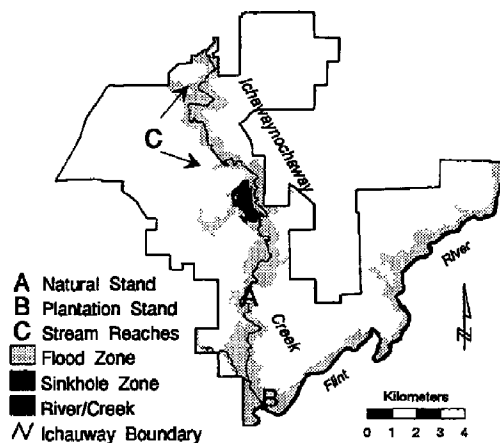 Ichawaynochaway
C
A
Creek
River
Flint
B
A Natural Stand
B Plantation Stand
C Stream Reaches
Flood Zone
Sinkhole Zone
River/Creek
Ichauway Boundary
N
Kilometers
0 1 2 3 4